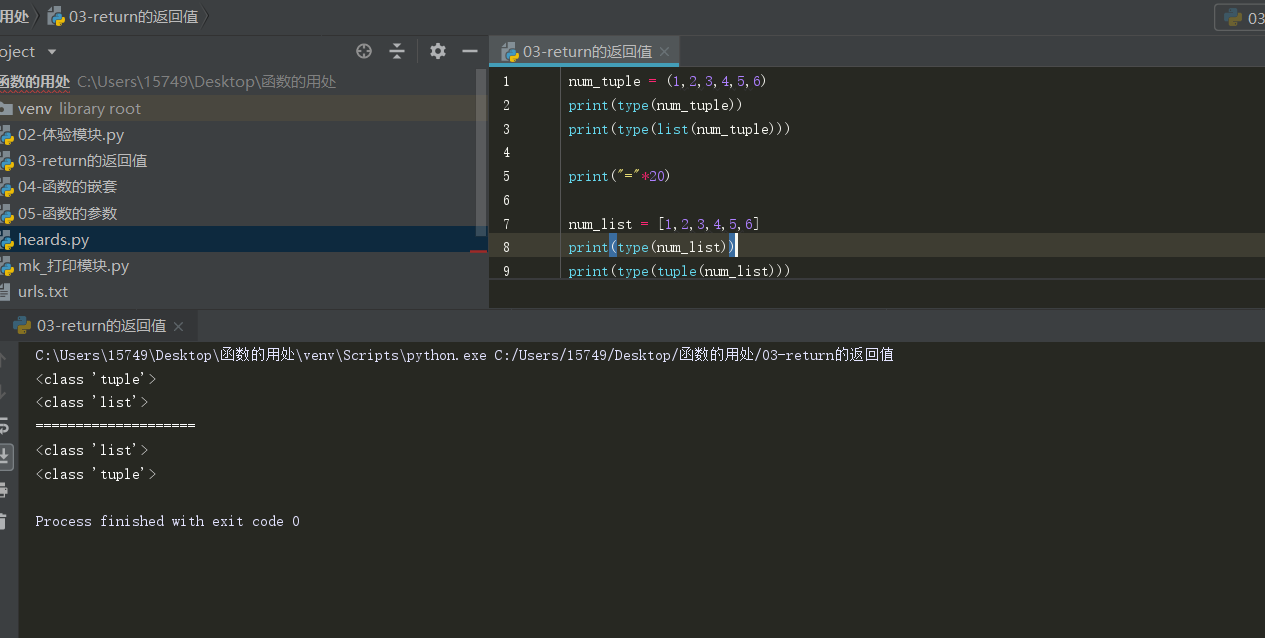 用处 03-return的返回值 03
oject
03-return的返回值
函数的用处 C:\Users\15749\Desktop\函数的用处
venv library root
02-体验模块.py
03-return的返回值
04-函数的嵌套
05-函数的参数
heards.py
mk_打印模块.py
urls.txt
1 num_tuple = (1,2,3,4,5,6)
2 print(type(num_tuple))
3 print(type(list(num_tuple)))
4
5 print("="*20)
6
7 num_list = [1,2,3,4,5,6]
8 print(type(num_list))
9 print(type(tuple(num_list)))
03-return的返回值
C:\Users\15749\Desktop\函数的用处\venv\Scripts\python.exe C:/Users/15749/Desktop/函数的用处/03-return的返回值
<class 'tuple'>
<class 'list'>
====================
<class 'list'>
<class 'tuple'>
Process finished with exit code 0